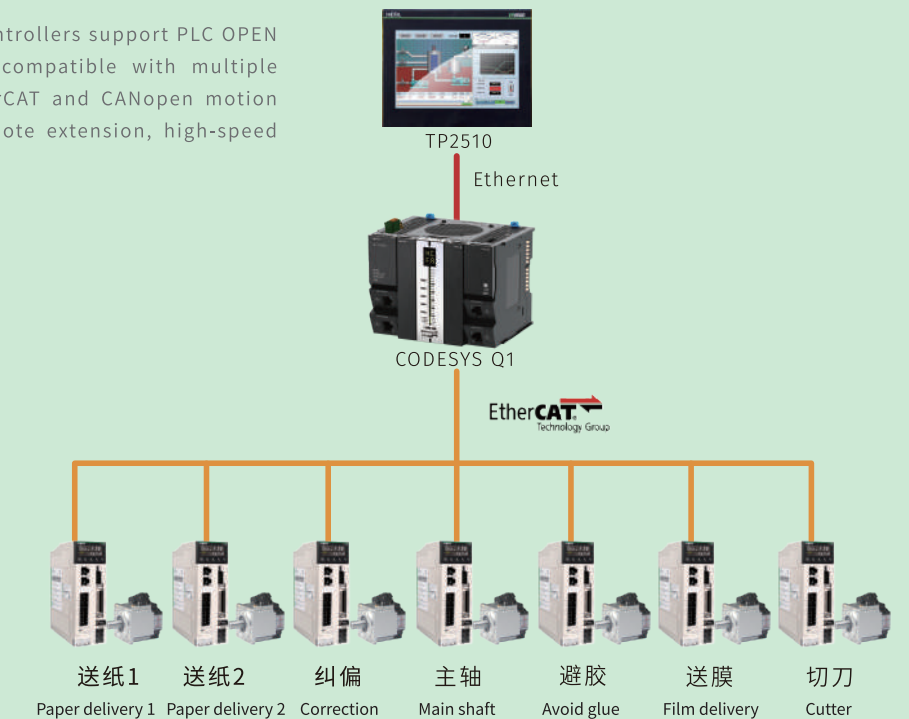 ntrollers support PLC OPEN
compatible with multiple
rCAT and CANopen motion
ote extension, high-speed
TP2510
Ethernet
CODESYS Q1
EtherCAT
Technology Group
送纸1 送纸2 纠偏 主轴 避胶 送膜 切刀
Paper delivery 1 Paper delivery 2 Correction Main shaft Avoid glue Film delivery Cutter